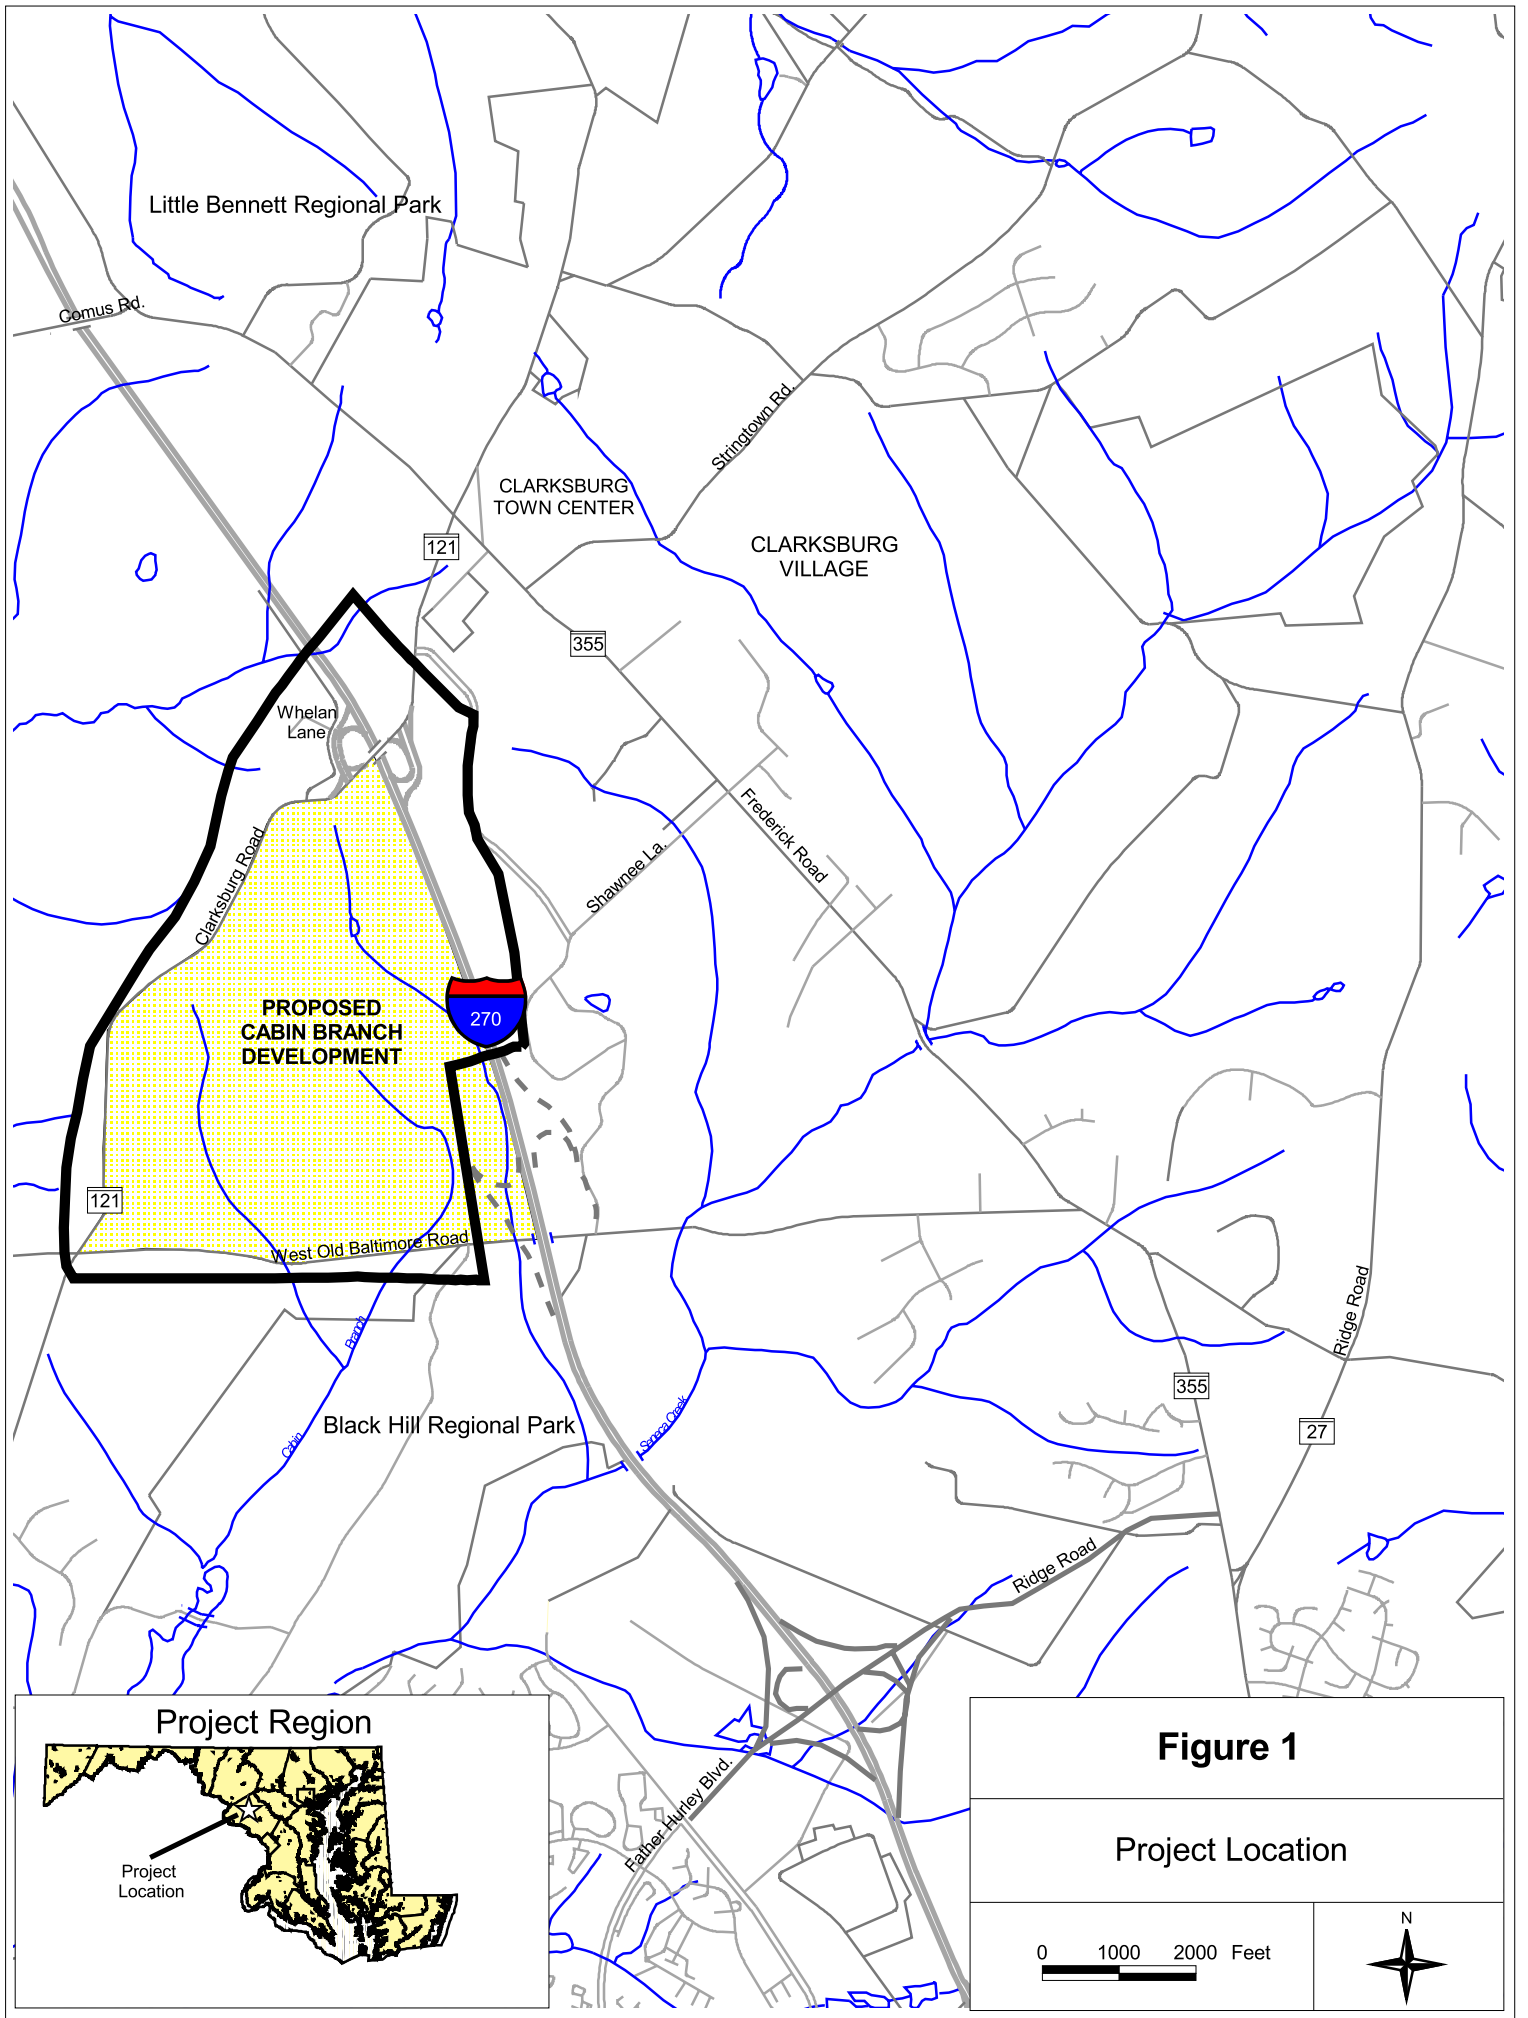 Little Bennett Regional Park
Comus Rd.
Stringtown Rd.
CLARKSBURG
TOWN CENTER
121
CLARKSBURG
VILLAGE
355
Whelan
Lane
Frederick Road
Clarksburg Road
Shawnee La.
PROPOSED
CABIN BRANCH
DEVELOPMENT
270
121
West Old Baltimore Road
Branch
Ridge Road
355
Cabin
Black Hill Regional Park
Seneca Creek
27
Ridge Road
Father Hurley Blvd.
Project Region
Project
Location
Figure 1
Project Location
0 1000 2000 Feet
N